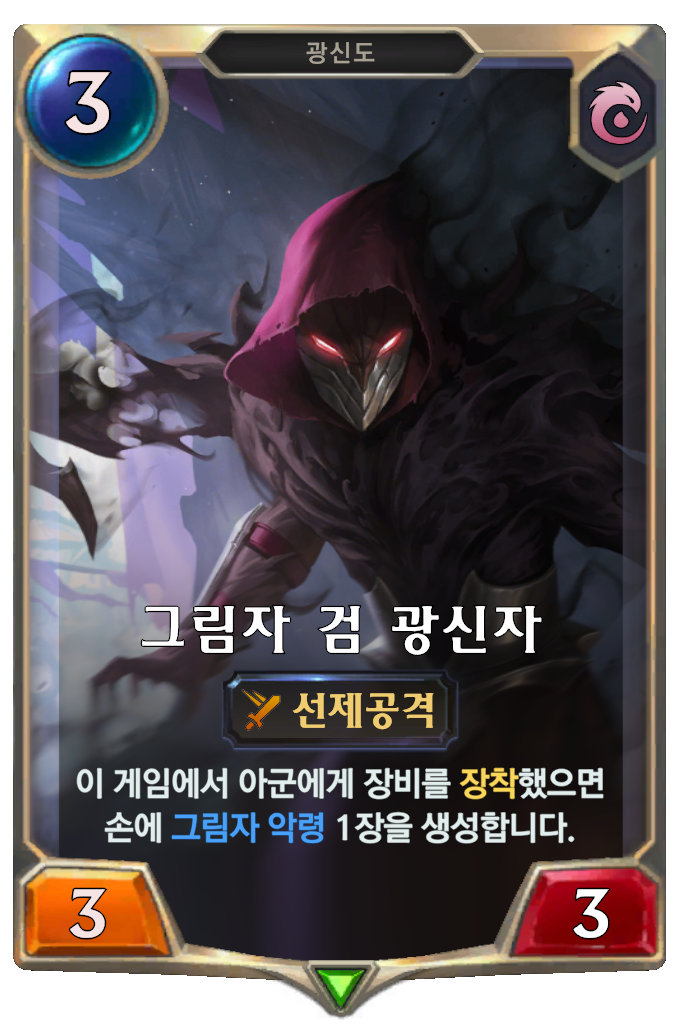 광신도
3
그림자 검 광신자
선제공격
이 게임에서 아군에게 장비를 장착했으면
손에 그림자 악령 1장을 생성합니다.
3
3